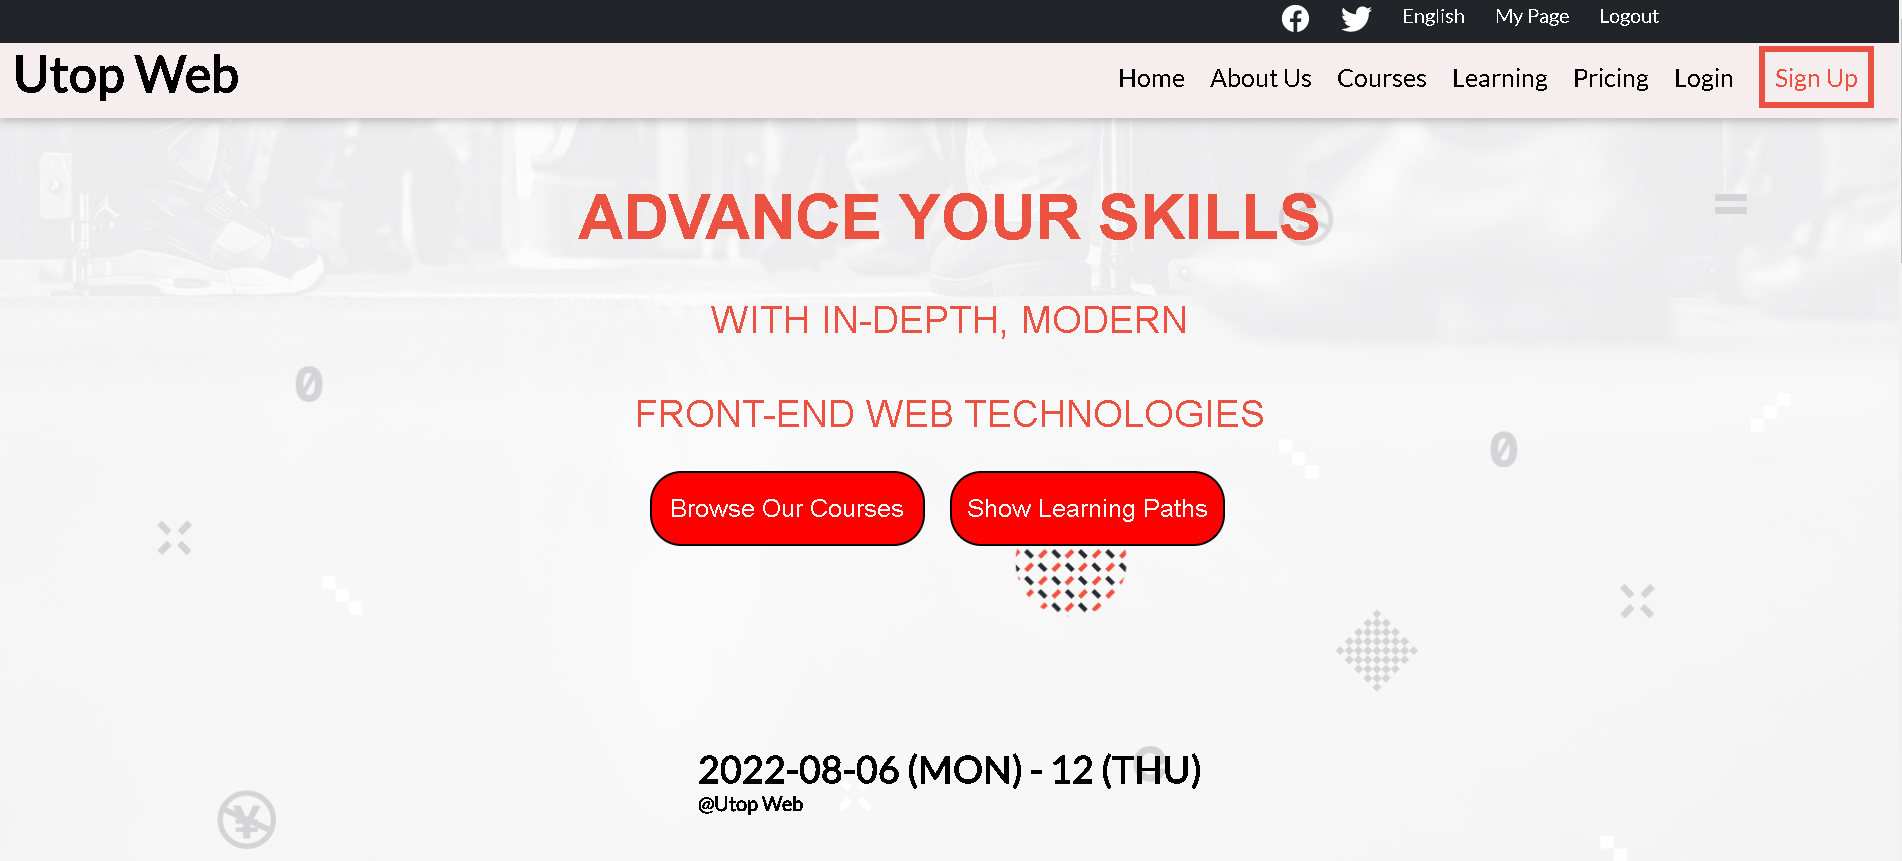 English My Page Logout
Utop Web
Home About Us Courses Learning Pricing Login Sign Up
ADVANCE YOUR SKILLS
WITH IN-DEPTH, MODERN
FRONT-END WEB TECHNOLOGIES
Browse Our Courses Show Learning Paths
2022-08-06 (MON) - 12 (THU)
@Utop Web